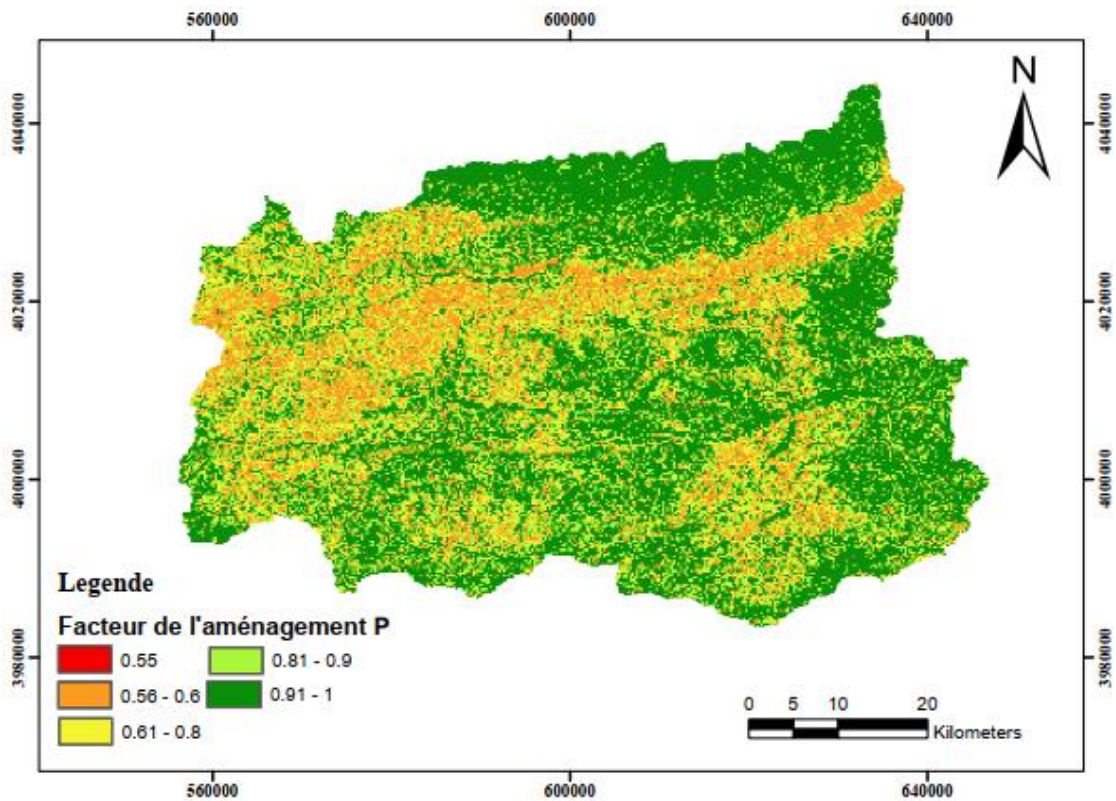 560000 600000 640000
N
4040000 4040000
4020000 4020000
4000000 4000000
3980000 3980000
Legende
Facteur de l'aménagement P
0.55 0.81 - 0.9
0.56 - 0.6 0.91 - 1
0.61 - 0.8
0 5 10 20
Kilometers
560000 600000 640000